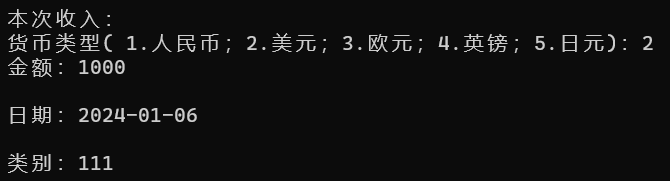 本次收入:
货币类型( 1.人民币; 2.美元; 3.欧元; 4.英镑; 5.日元): 2
金额: 1000
日期: 2024-01-06
类别: 111